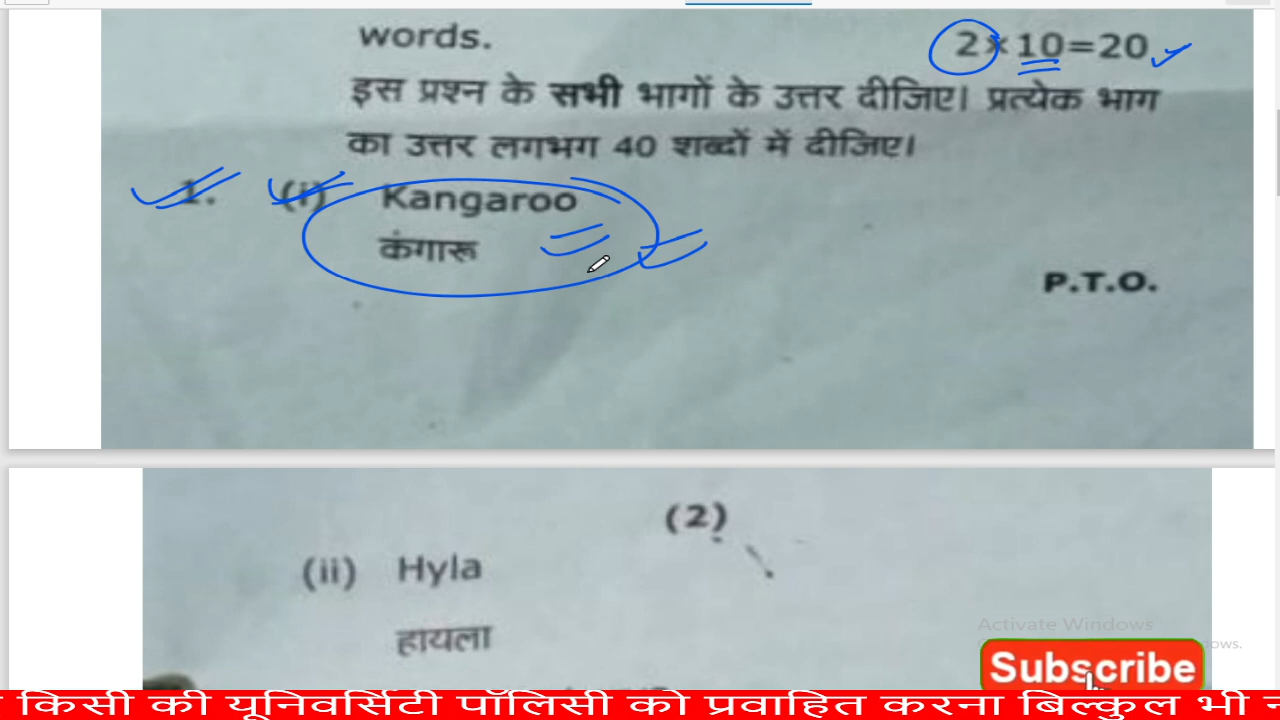 words.
2×10=20
इस प्रश्न के सभी भागों के उत्तर दीजिए। प्रत्येक भाग
का उत्तर लगभग 40 शब्दों में दीजिए।
1. (i) Kangaroo
कंगारू
P.T.O.
(2)
(ii) Hyla
हायला
Activate Windows
Subscribe
किसी की यूनिवर्सिटी पॉलिसी को प्रवाहित करना बिल्कुल भी